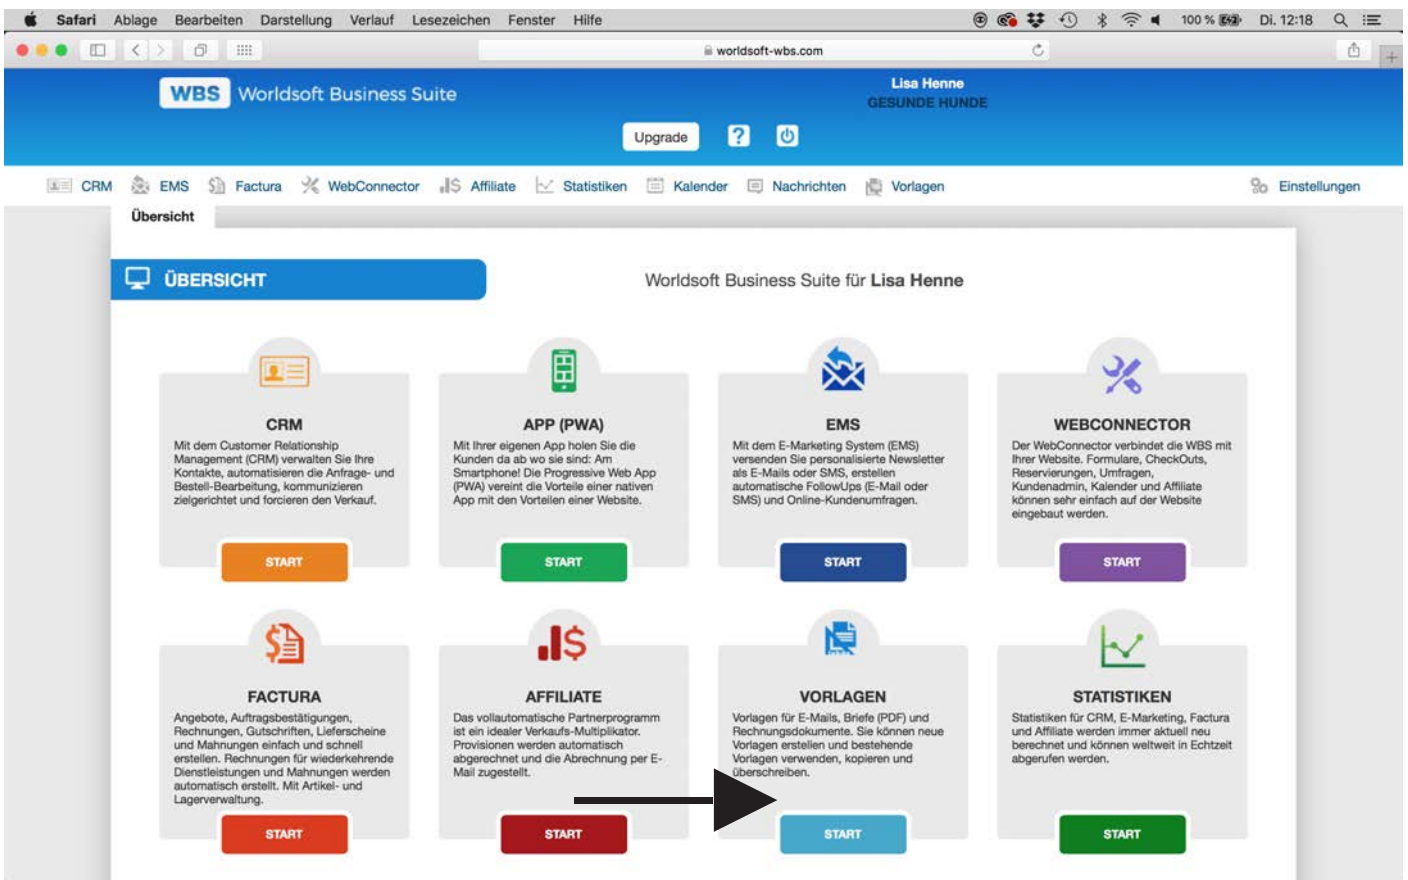 Safari Ablage Bearbeiten Darstellung Verlauf Lesezeichen Fenster Hilfe 100 % Di. 12:18
worldsoft-wbs.com
WBS Worldsoft Business Suite
Lisa Henne
GESUNDE HUNDE
Upgrade ?
CRM EMS Factura WebConnector Affiliate Statistiken Kalender Nachrichten Vorlagen Einstellungen
Übersicht
ÜBERSICHT
Worldsoft Business Suite für Lisa Henne
CRM
Mit dem Customer Relationship
Management (CRM) verwalten Sie Ihre
Kontakte, automatisieren die Anfrage- und
Bestell-Bearbeitung, kommunizieren
zielgerichtet und forcieren den Verkauf.
START
APP (PWA)
Mit Ihrer eigenen App holen Sie die
Kunden da ab wo sie sind: Am
Smartphone! Die Progressive Web App
(PWA) vereint die Vorteile einer nativen
App mit den Vorteilen einer Website.
START
EMS
Mit dem E-Marketing System (EMS)
versenden Sie personalisierte Newsletter
als E-Mails oder SMS, erstellen
automatische FollowUps (E-Mail oder
SMS) und Online-Kundenumfragen.
START
WEBCONNECTOR
Der WebConnector verbindet die WBS mit
Ihrer Website. Formulare, CheckOuts,
Reservierungen, Umfragen,
Kundenadmin, Kalender und Affiliate
können sehr einfach auf der Website
eingebaut werden.
START
FACTURA
Angebote, Auftragsbestätigungen,
Rechnungen, Gutschriften, Lieferscheine
und Mahnungen einfach und schnell
erstellen. Rechnungen für wiederkehrende
Dienstleistungen und Mahnungen werden
automatisch erstellt. Mit Artikel- und
Lagerverwaltung.
START
AFFILIATE
Das vollautomatische Partnerprogramm
ist ein idealer Verkaufs-Multiplikator.
Provisionen werden automatisch
abgerechnet und die Abrechnung per E-
Mail zugestellt.
START
VORLAGEN
Vorlagen für E-Mails, Briefe (PDF) und
Rechnungsdokumente. Sie können neue
Vorlagen erstellen und bestehende
Vorlagen verwenden, kopieren und
überschreiben.
START
STATISTIKEN
Statistiken für CRM, E-Marketing, Factura
und Affiliate werden immer aktuell neu
berechnet und können weltweit in Echtzeit
abgerufen werden.
START